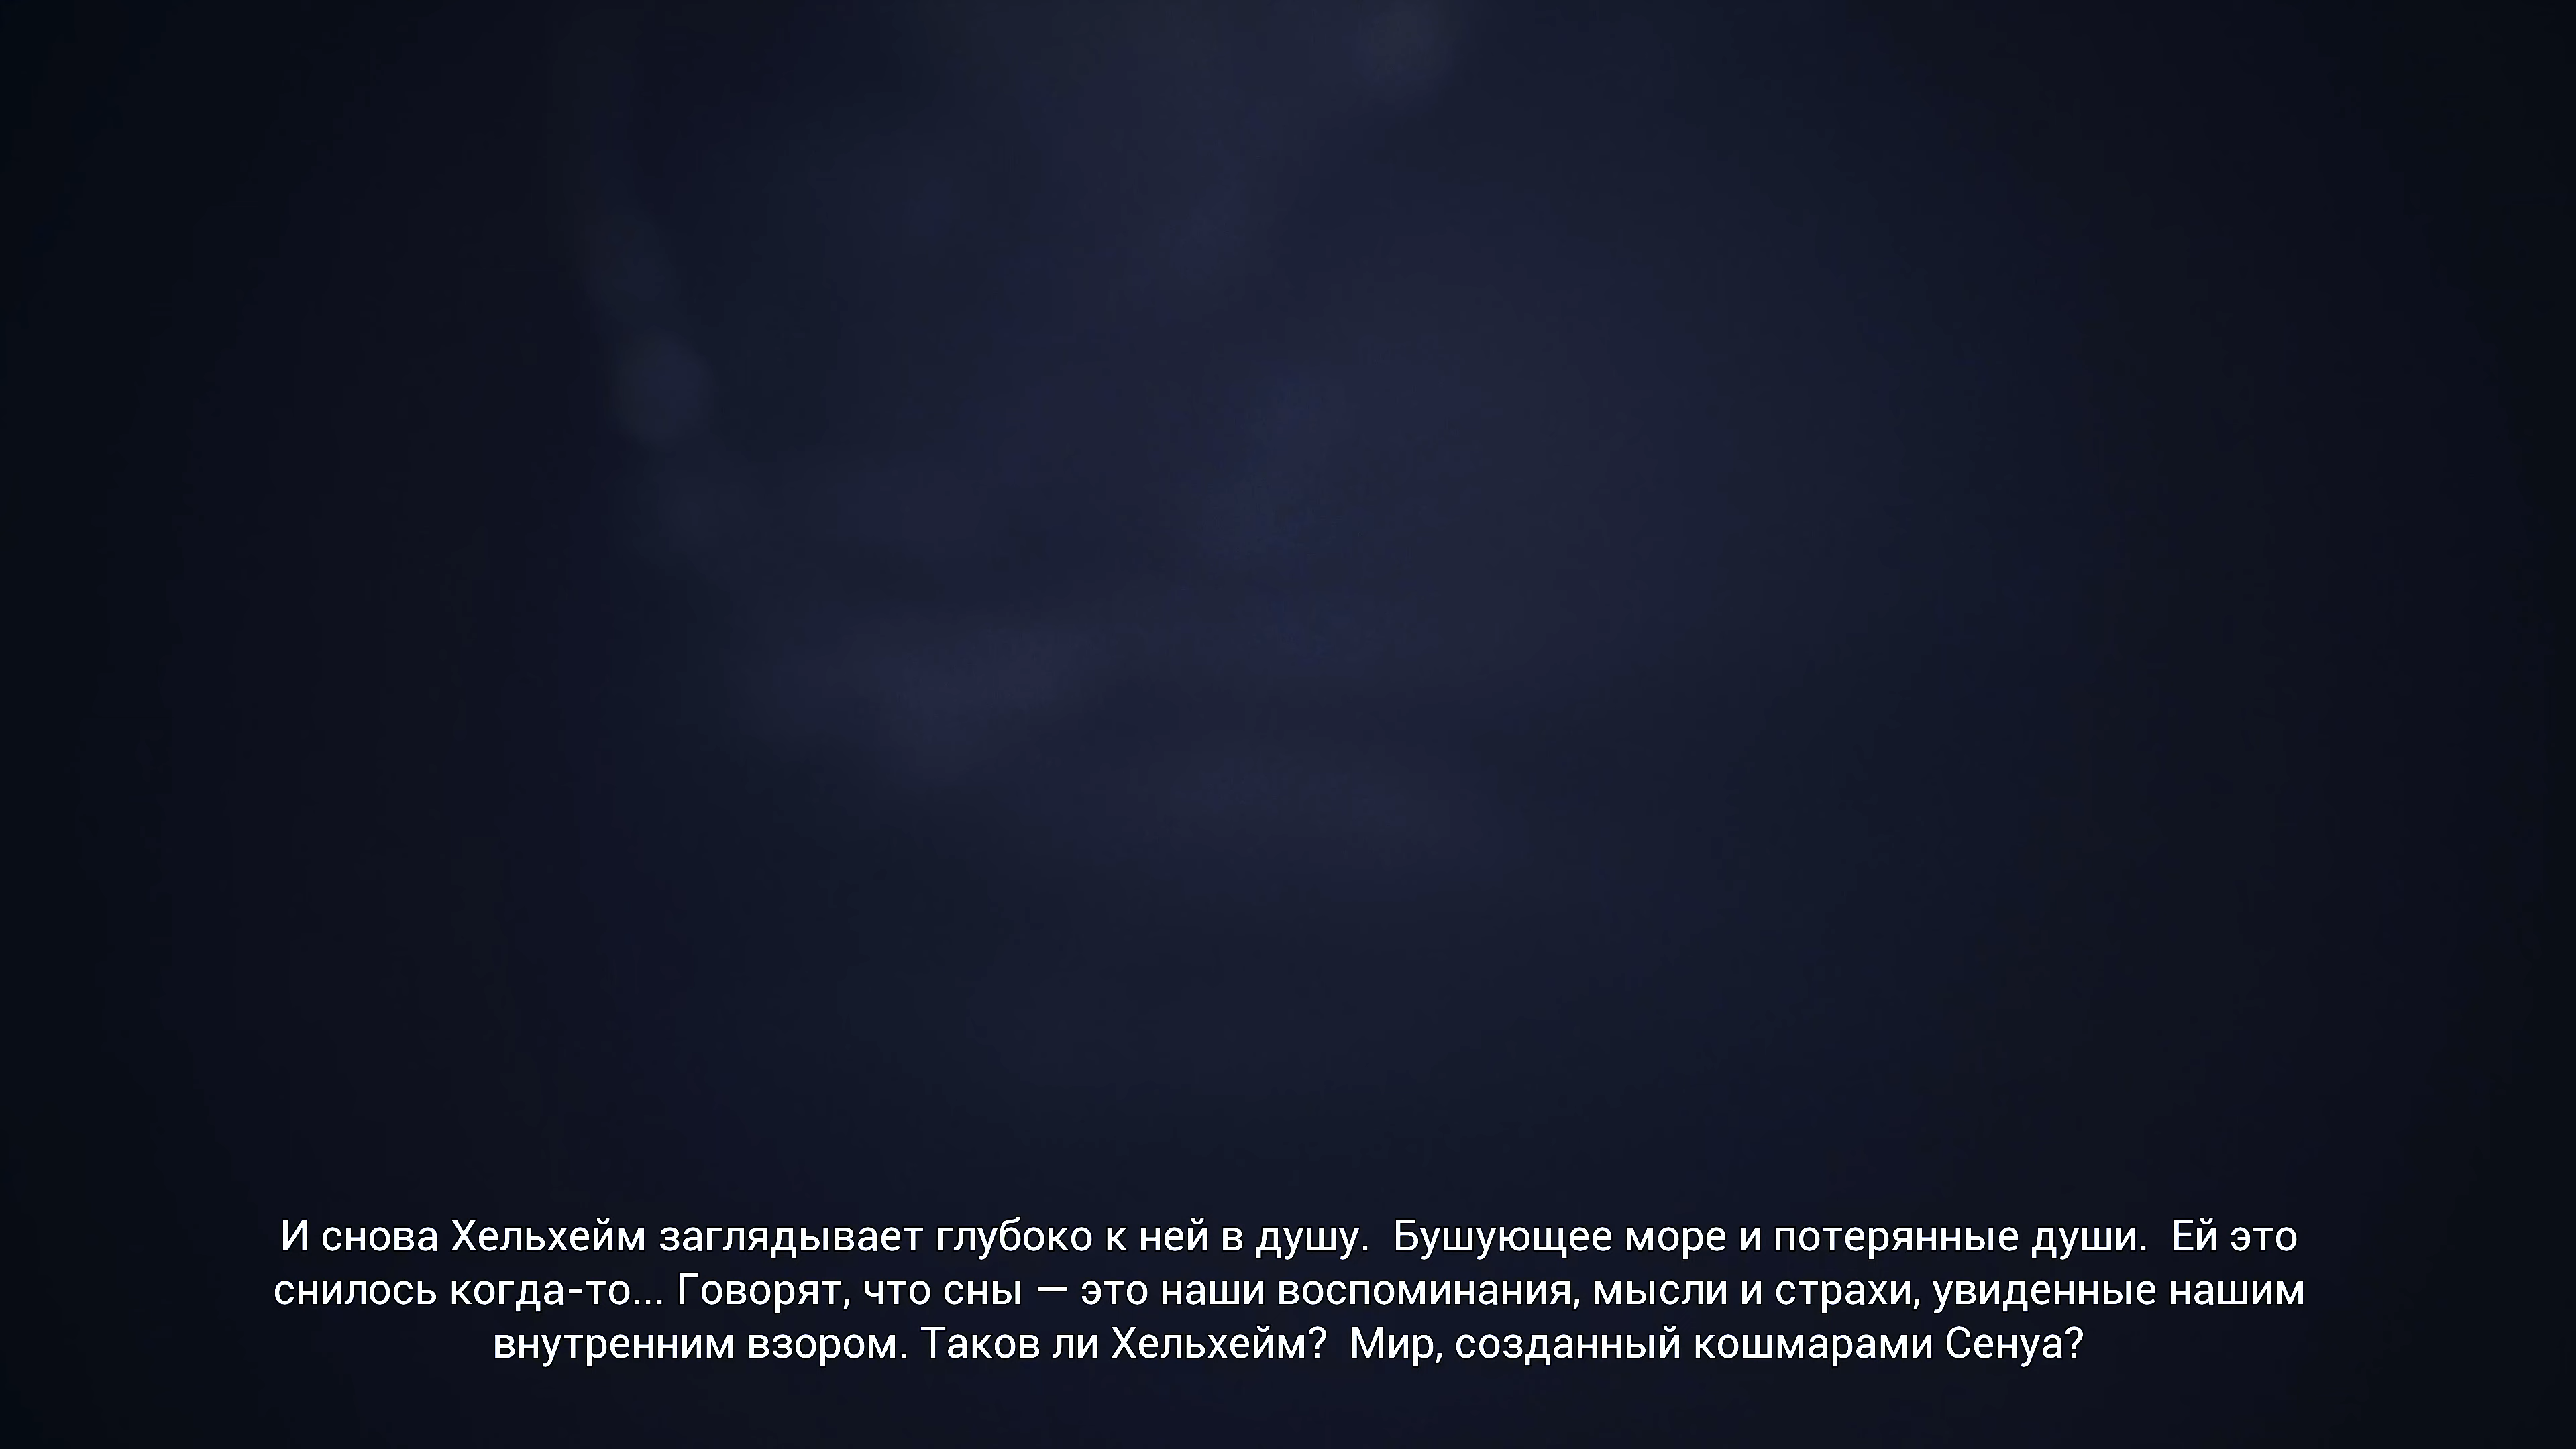 И снова Хельхейм заглядывает глубоко к ней в душу.  Бушующее море и потерянные души.  Ей это
снилось когда-то... Говорят, что сны — это наши воспоминания, мысли и страхи, увиденные нашим
внутренним взором. Таков ли Хельхейм?  Мир, созданный кошмарами Сенуа?